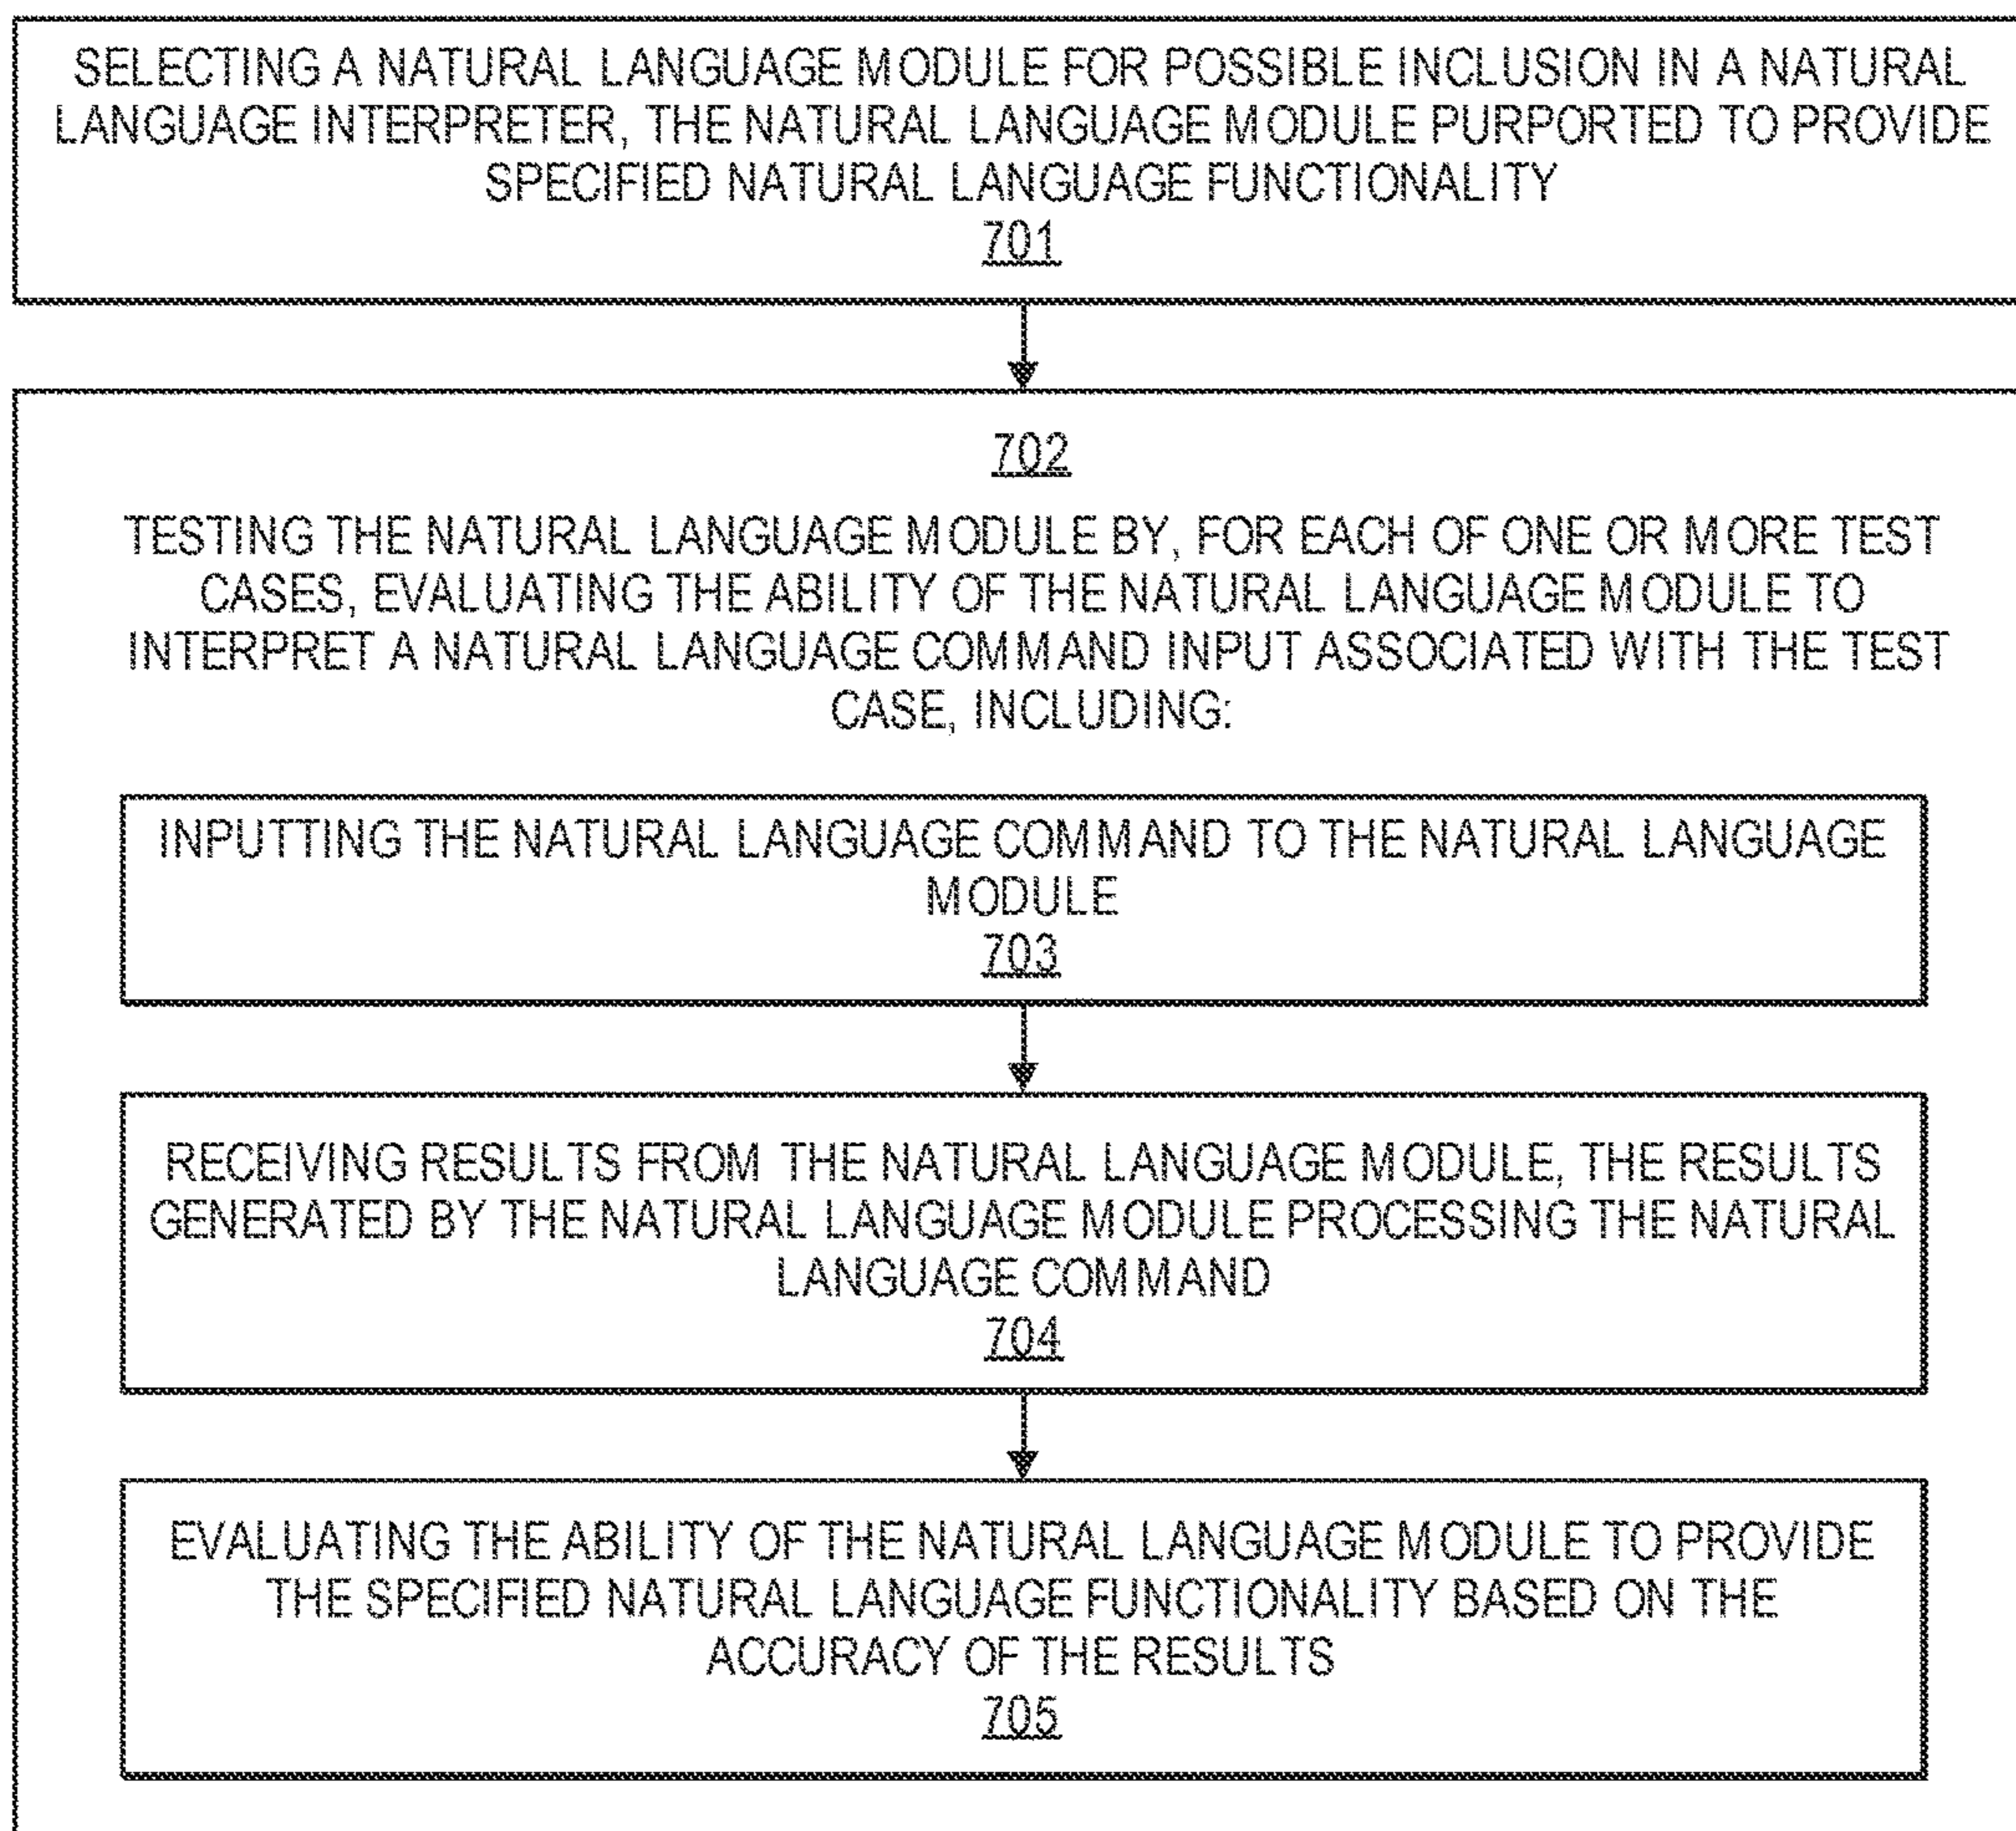 SELECTING A NATURAL LANGUAGE MODULE FOR POSSIBLE INCLUSION IN A NATURAL
LANGUAGE INTERPRETER, THE NATURAL LANGUAGE MODULE PURPORTED TO PROVIDE
SPECIFIED NATURAL LANGUAGE FUNCTIONALITY
701
702
TESTING THE NATURAL LANGUAGE MODULE BY, FOR EACH OF ONE OR MORE TEST
CASES, EVALUATING THE ABILITY OF THE NATURAL LANGUAGE MODULE TO
INTERPRET A NATURAL LANGUAGE COMMAND INPUT ASSOCIATED WITH THE TEST
CASE, INCLUDING:
INPUTTING THE NATURAL LANGUAGE COMMAND TO THE NATURAL LANGUAGE
MODULE
703
RECEIVING RESULTS FROM THE NATURAL LANGUAGE MODULE, THE RESULTS
GENERATED BY THE NATURAL LANGUAGE MODULE PROCESSING THE NATURAL
LANGUAGE COMMAND
704
EVALUATING THE ABILITY OF THE NATURAL LANGUAGE MODULE TO PROVIDE
THE SPECIFIED NATURAL LANGUAGE FUNCTIONALITY BASED ON THE
ACCURACY OF THE RESULTS
705